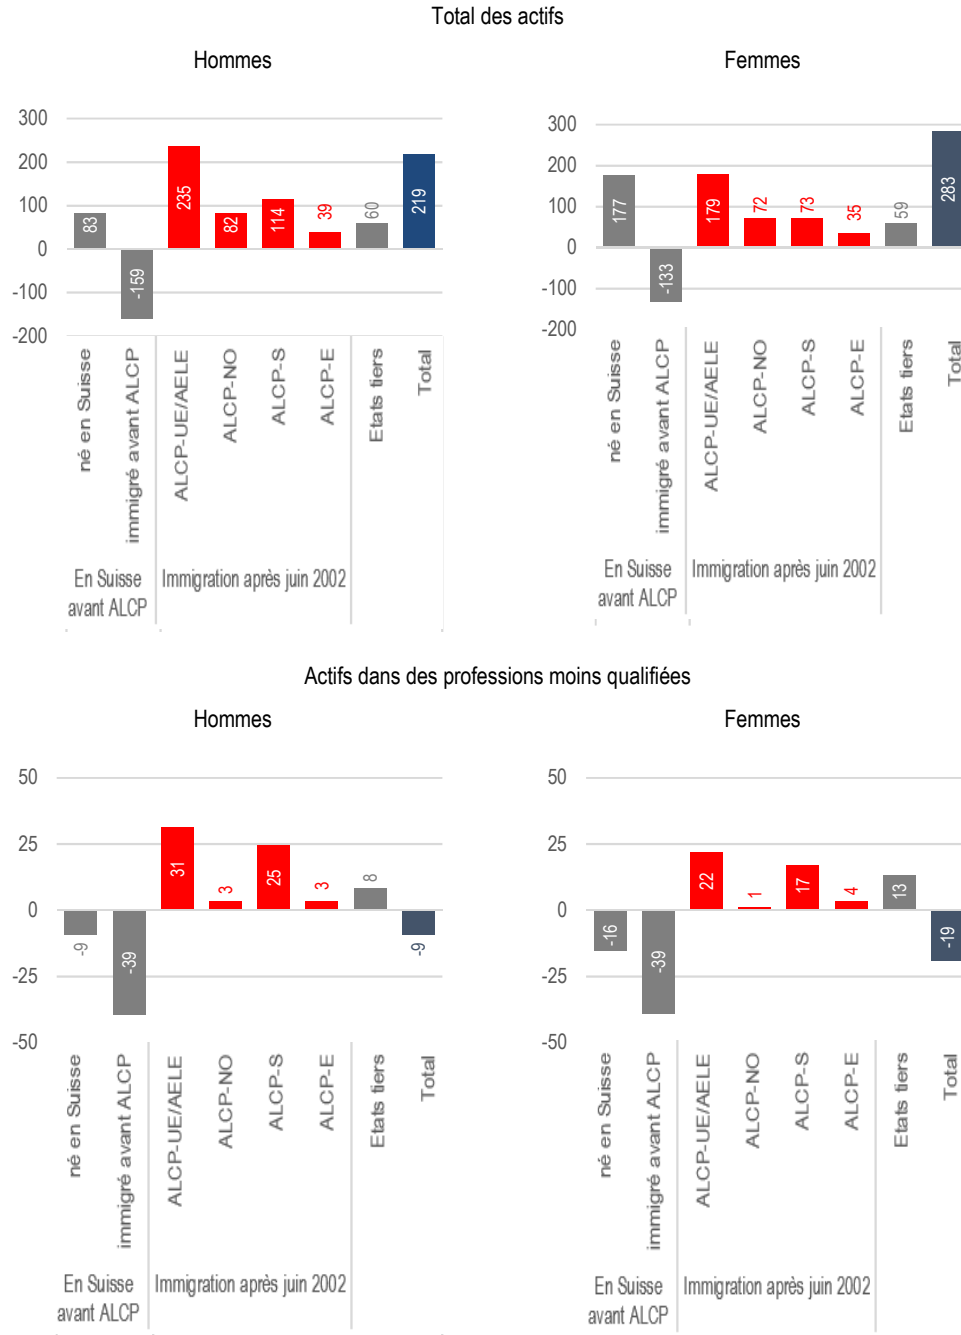 Total des actifs
Hommes
300
200
100
0
-100
-200
83
-159
235
82
114
39
60
219
né en Suisse
immigré avant ALCP
ALCP-UE/AELE
ALCP-NO
ALCP-S
ALCP-E
Etats tiers
Total
En Suisse
avant ALCP
Immigration après juin 2002
Femmes
300
200
100
0
-100
-200
177
-133
179
72
73
35
59
283
né en Suisse
immigré avant ALCP
ALCP-UE/AELE
ALCP-NO
ALCP-S
ALCP-E
Etats tiers
Total
En Suisse
avant ALCP
Immigration après juin 2002
Actifs dans des professions moins qualifiées
Hommes
50
25
0
-25
-50
-9
-39
31
3
25
3
8
-9
né en Suisse
immigré avant ALCP
ALCP-UE/AELE
ALCP-NO
ALCP-S
ALCP-E
Etats tiers
Total
En Suisse
avant ALCP
Immigration après juin 2002
Femmes
50
25
0
-25
-50
-16
-39
22
1
17
4
13
-19
né en Suisse
immigré avant ALCP
ALCP-UE/AELE
ALCP-NO
ALCP-S
ALCP-E
Etats tiers
Total
En Suisse
avant ALCP
Immigration après juin 2002